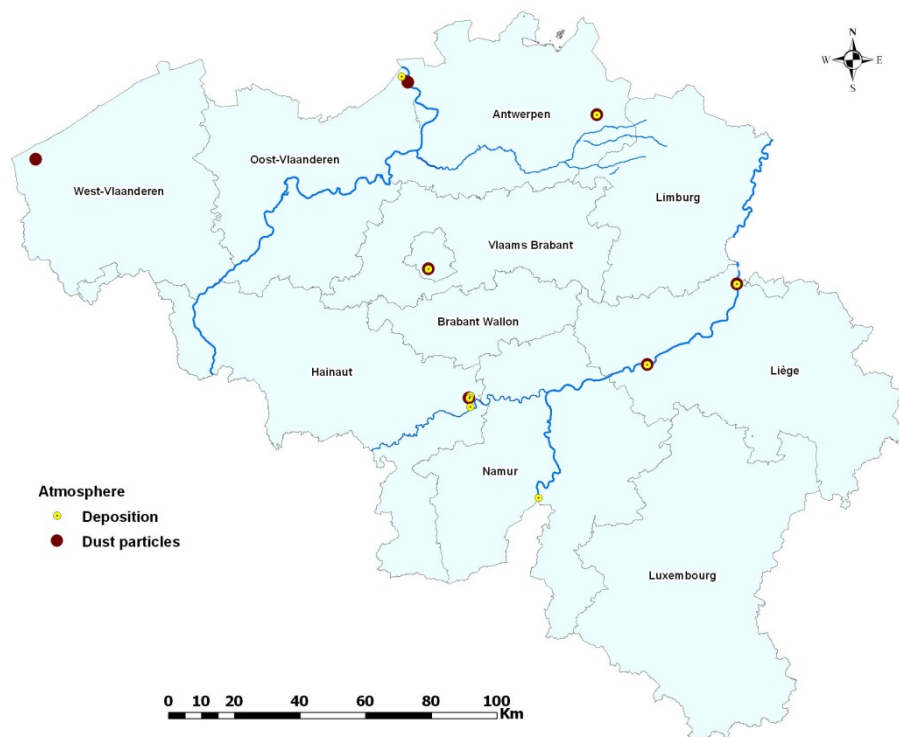 N
W E
S
Antwerpen
Oost-Vlaanderen
West-Vlaanderen
Limburg
Vlaams Brabant
Brabant Wallon
Hainaut
Liège
Namur
Luxembourg
Atmosphere
Deposition
Dust particles
0 10 20 40 60 80 100
Km